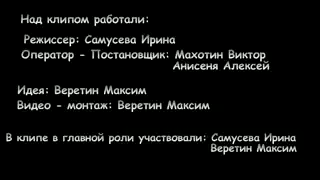 Над клипом работали:
Режиссер: Самусева Ирина
Оператор - Постановщик: Махотин Виктор
Анисеня Алексей
Идея: Веретин Максим
Видео - монтаж: Веретин Максим
В клипе в главной роли участвовали: Самусева Ирина
Веретин Максим